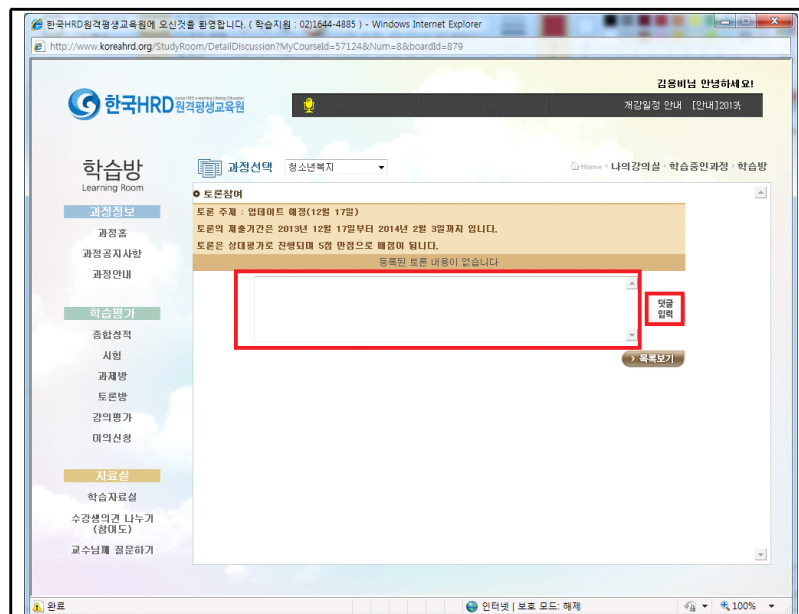 한국HRD원격평생교육원에 오신것을 환영합니다. ( 학습지원 : 02)1644-4885 ) - Windows Internet Explorer
http://www.koreahrd.org/StudyRoom/DetailDiscussion?MyCourseId=57124&Num=8&boardId=879
김용비님 안녕하세요!
한국HRD원격평생교육원
개강일정 안내 [안내]2013년
학습방
Learning Room
과정선택 청소년복지
Home 나의강의실 학습중인과정 학습방
토론참여
토론 주제 : 업데이트 예정(12월 17일)
토론의 제출기간은 2013년 12월 17일부터 2014년 2월 3일까지 입니다.
토론은 상대평가로 진행되며 5점 만점으로 배점이 됩니다.
등록된 토론 내용이 없습니다
댓글
입력
> 목록보기
과정정보
과정홈
과정공지사항
과정안내
학습평가
종합성적
시험
과제방
토론방
강의평가
이의신청
자료실
학습자료실
수강생의견 나누기
(참여도)
교수님께 질문하기
완료
인터넷 | 보호 모드: 해제
100%